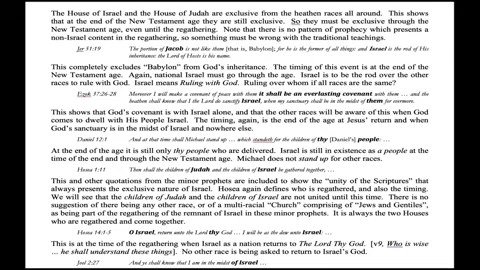 The House of Israel and the House of Judah are exclusive from the heathen races all around. This shows
that at the end of the New Testament age they are still exclusive. So they must be exclusive through the
New Testament age, even until the regathering. Note that there is no pattern of prophecy which presents a
non-Israel content in the regathering, so something must be wrong with the traditional teachings.
Jer 51:19 The portion of Jacob is not like them [that is, Babylon]; for he is the former of all things: and Israel is the rod of His
inheritance: the Lord of Hosts is his name.
This completely excludes "Babylon" from God's inheritance. The timing of this event is at the end of the
New Testament age. Again, national Israel must go through the age. Israel is to be the rod over the other
races to rule with God. Israel means Ruling with God. Ruling over whom if all races are the same?
Ezek 37:26-28 Moreover I will make a covenant of peace with them it shall be an everlasting covenant with them ... and the
heathen shall know that I the Lord do sanctify Israel, when my sanctuary shall be in the midst of them for evermore.
This shows that God's covenant is with Israel alone, and that the other races will be aware of this when God
comes to dwell with His People Israel. The timing, again, is the end of the age at Jesus' return and when
God's sanctuary is in the midst of Israel and nowhere else.
Daniel 12:1 And at that time shall Michael stand up ... which standeth for the children of thy [Daniel's] people: ...
At the end of the age it is still only thy people who are delivered. Israel is still in existence as a people at the
time of the end and through the New Testament age. Michael does not stand up for other races.
Hosea 1:11 Then shall the children of Judah and the children of Israel be gathered together, ...
This and other quotations from the minor prophets are included to show the "unity of the Scriptures" that
always presents the exclusive nature of Israel. Hosea again defines who is regathered, and also the timing.
We will see that the children of Judah and the children of Israel are not united until this time. There is no
suggestion of there being any other race, or of a multi-racial "Church" comprising of "Jews and Gentiles",
as being part of the regathering of the remnant of Israel in these minor prophets. It is always the two Houses
who are regathered and come together.
Hosea 14:1-5 O Israel, return unto the Lord thy God ... I will be as the dew unto Israel: ...
This is at the time of the regathering when Israel as a nation returns to The Lord Thy God. [v9, Who is wise
... he shall understand these things]. No other race is being asked to return to Israel's God.
Joel 2:27 And ye shall know that I am in the midst of Israel ...